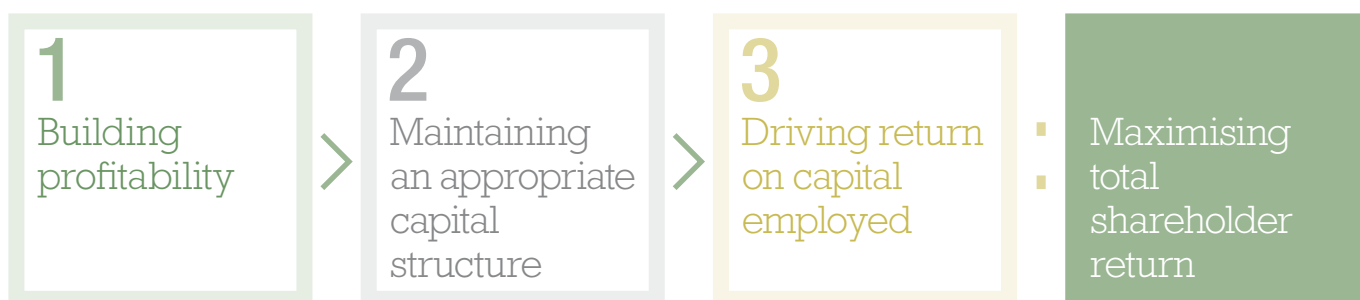 1
Building
profitability
>
2
Maintaining
an appropriate
capital
structure
>
3
Driving return
on capital
employed
:
Maximising
total
shareholder
return